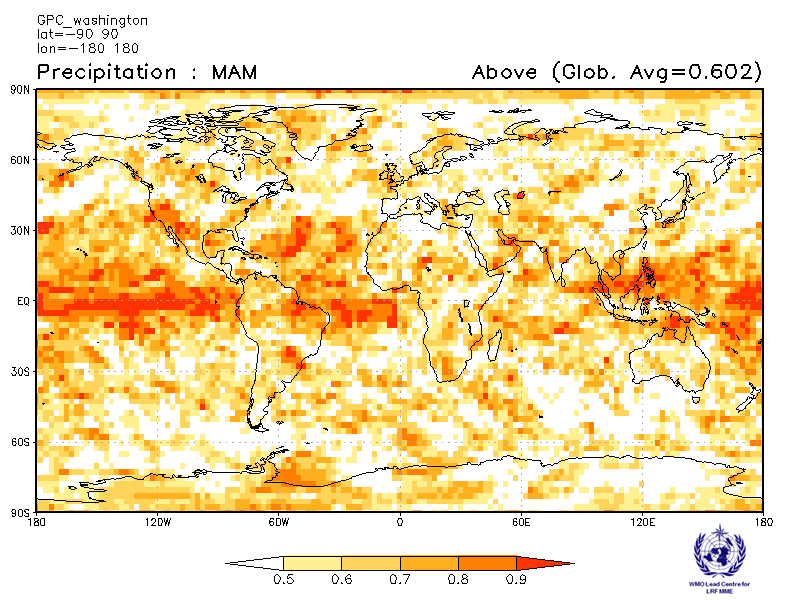 GPC_washington
lat=-90 90
lon=-180 180
Precipitation : MAM
Above (Glob. Avg=0.602)
90N
60N
30N
EQ
30S
60S
90S
180 120W 60W 0 60E 120E 180
0.5 0.6 0.7 0.8 0.9
WMO Lead Centre for
LRF MME